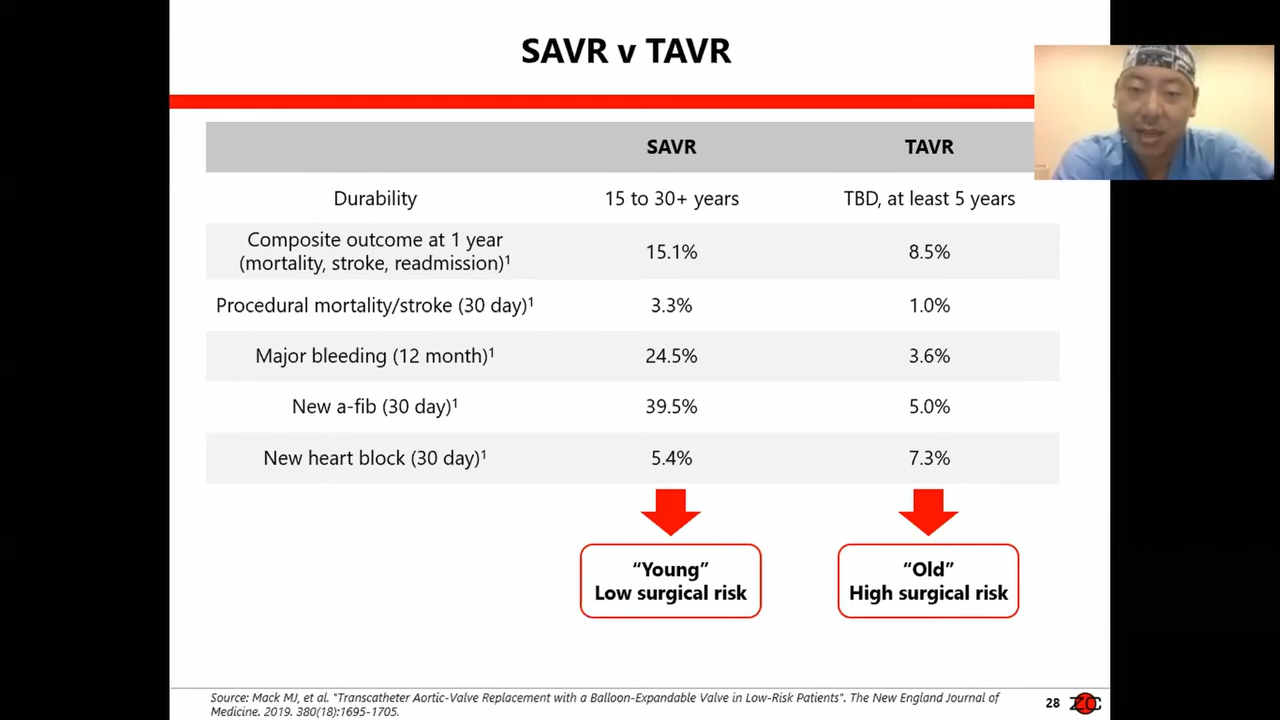 SAVR v TAVR
SAVR TAVR
Durability 15 to 30+ years TBD, at least 5 years
Composite outcome at 1 year
(mortality, stroke, readmission)¹ 15.1% 8.5%
Procedural mortality/stroke (30 day)¹ 3.3% 1.0%
Major bleeding (12 month)¹ 24.5% 3.6%
New a-fib (30 day)¹ 39.5% 5.0%
New heart block (30 day)¹ 5.4% 7.3%
“Young”
Low surgical risk
“Old”
High surgical risk
Source: Mack MJ, et al. "Transcatheter Aortic-Valve Replacement with a Balloon-Expandable Valve in Low-Risk Patients". The New England Journal of
Medicine. 2019. 380(18):1695-1705.
28